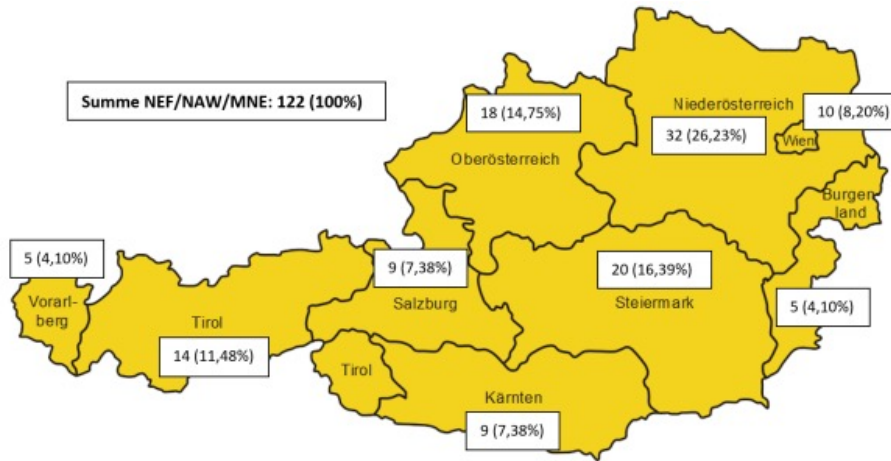 Summe NEF/NAW/MNE: 122 (100%)
18 (14,75%)
Oberösterreich
Niederösterreich
32 (26,23%)
10 (8,20%)
Wien
Burgen
land
5 (4,10%)
5 (4,10%)
Vorarl-
berg
Tirol
14 (11,48%)
9 (7,38%)
Salzburg
20 (16,39%)
Steiermark
Tirol
Kärnten
9 (7,38%)